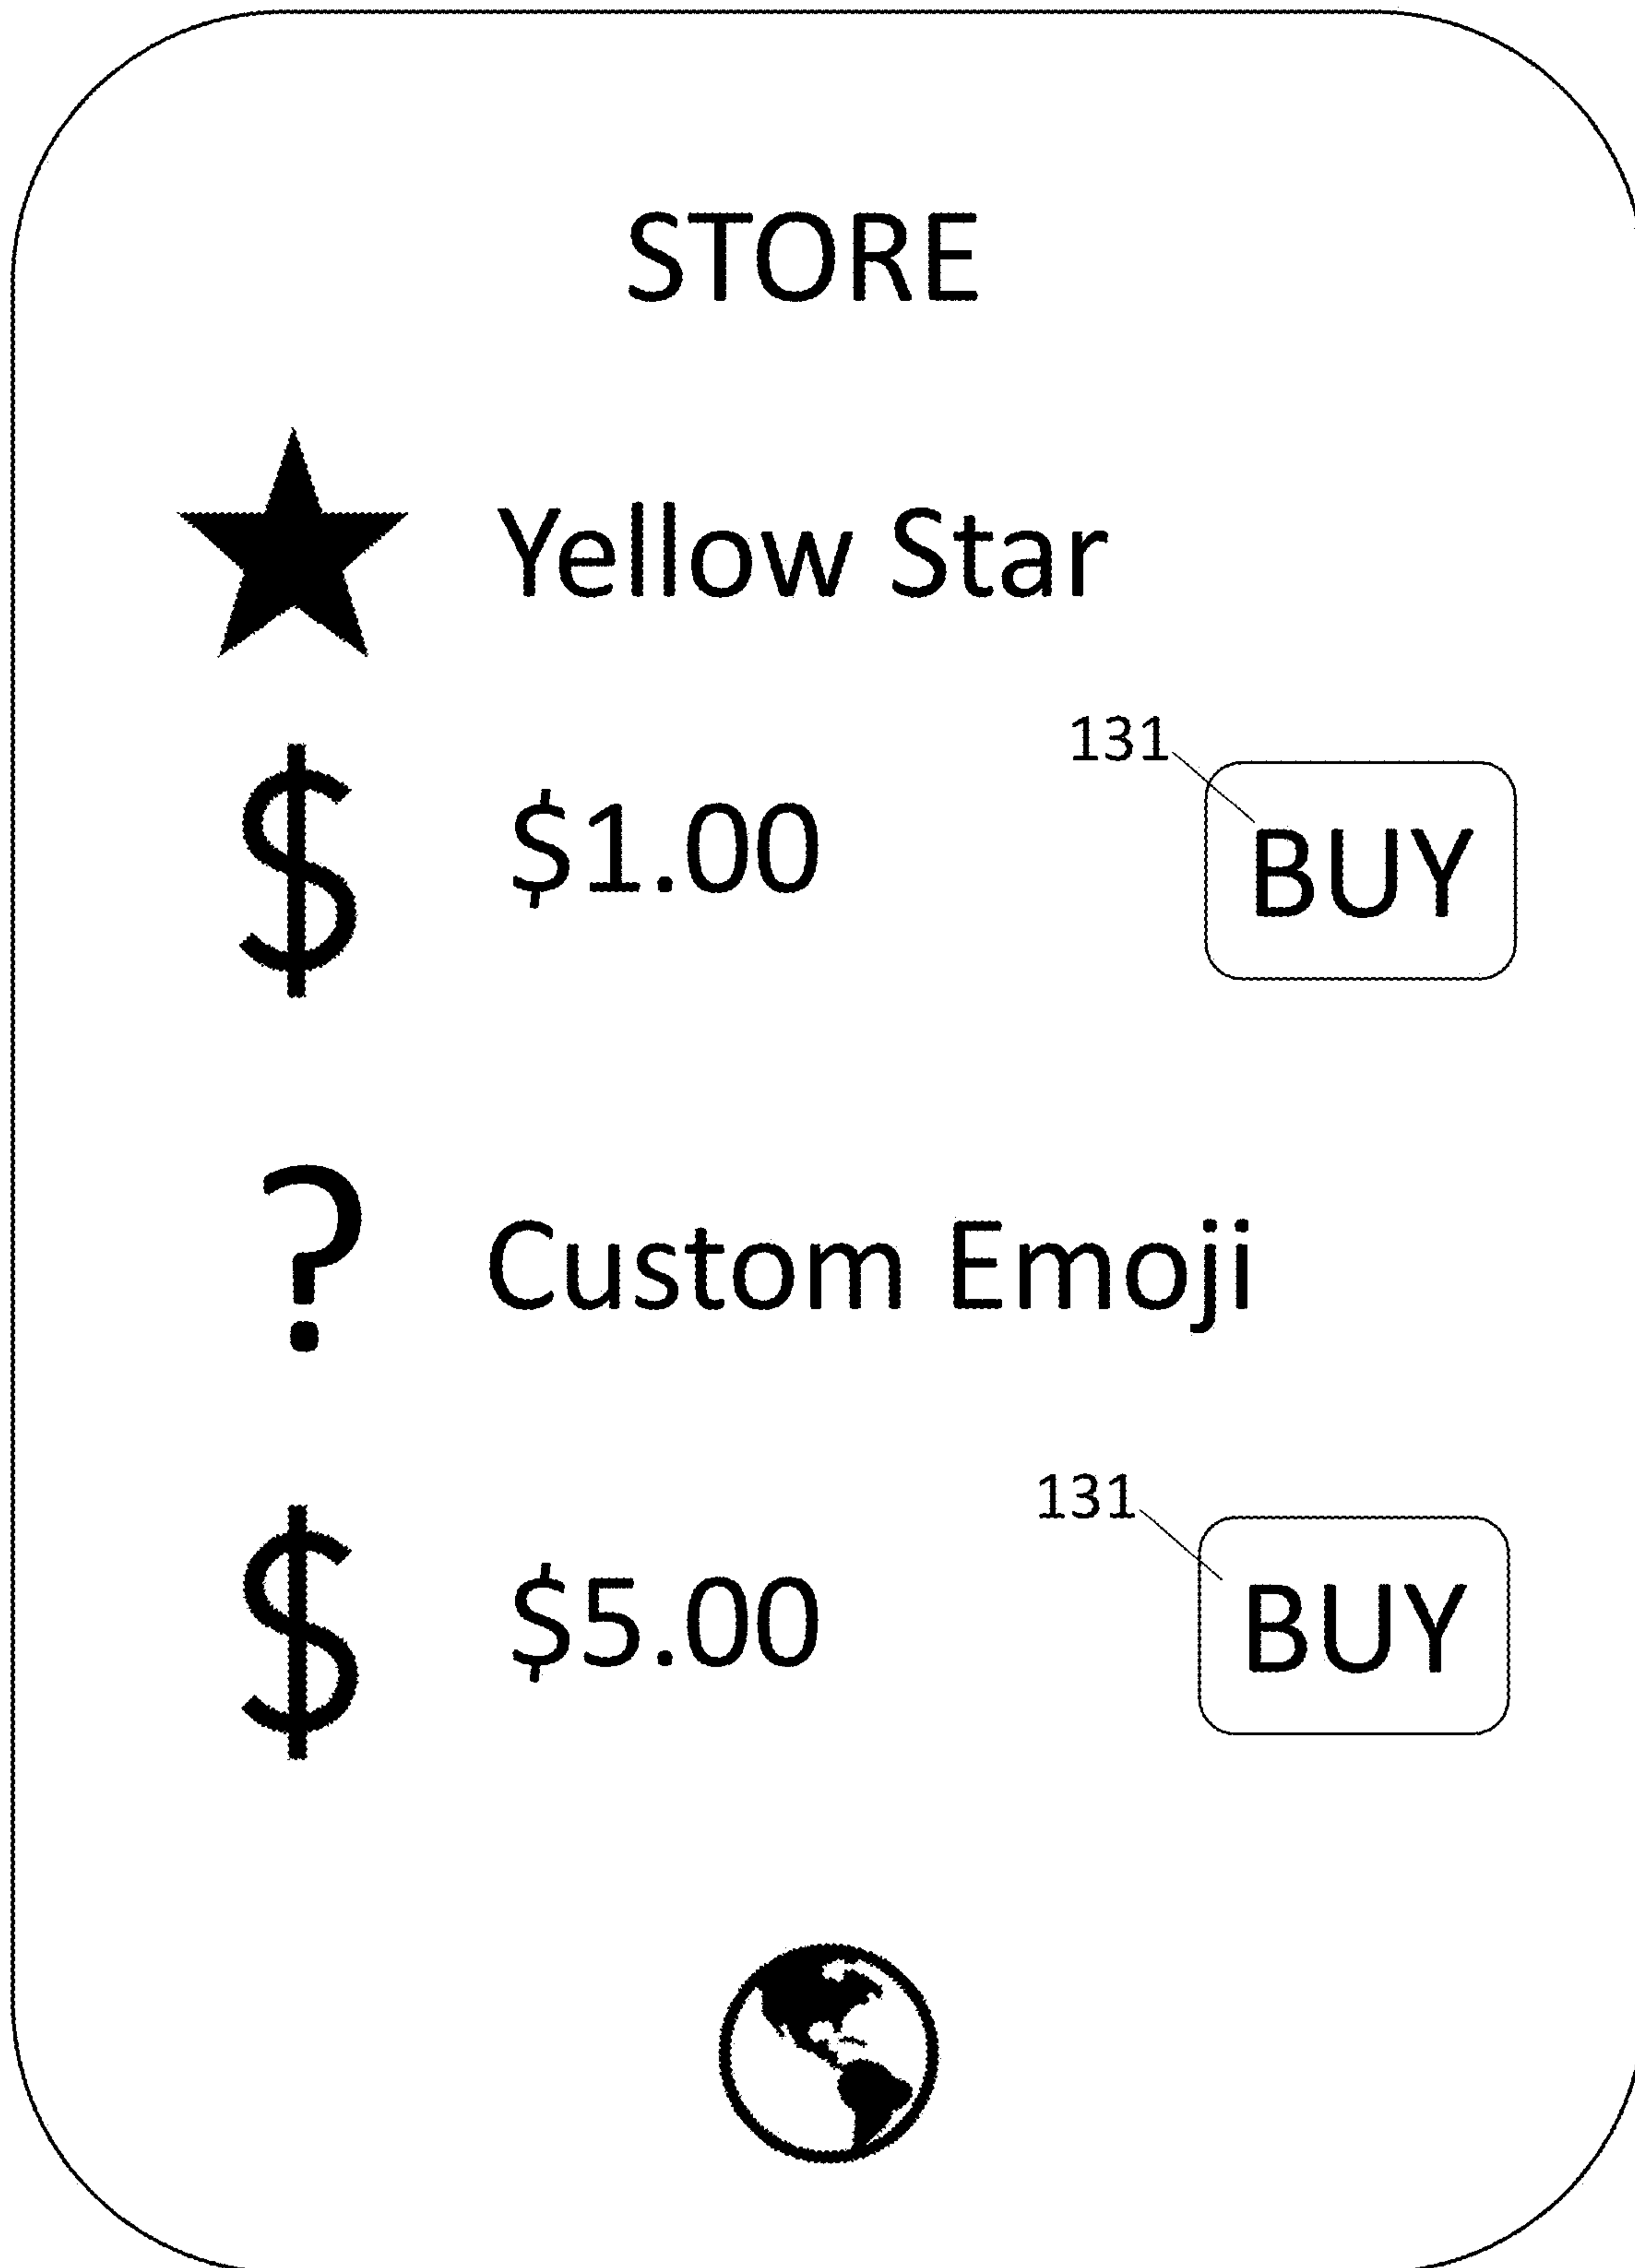 STORE
Yellow Star
131
$ $1.00 BUY
? Custom Emoji
131
$ $5.00 BUY